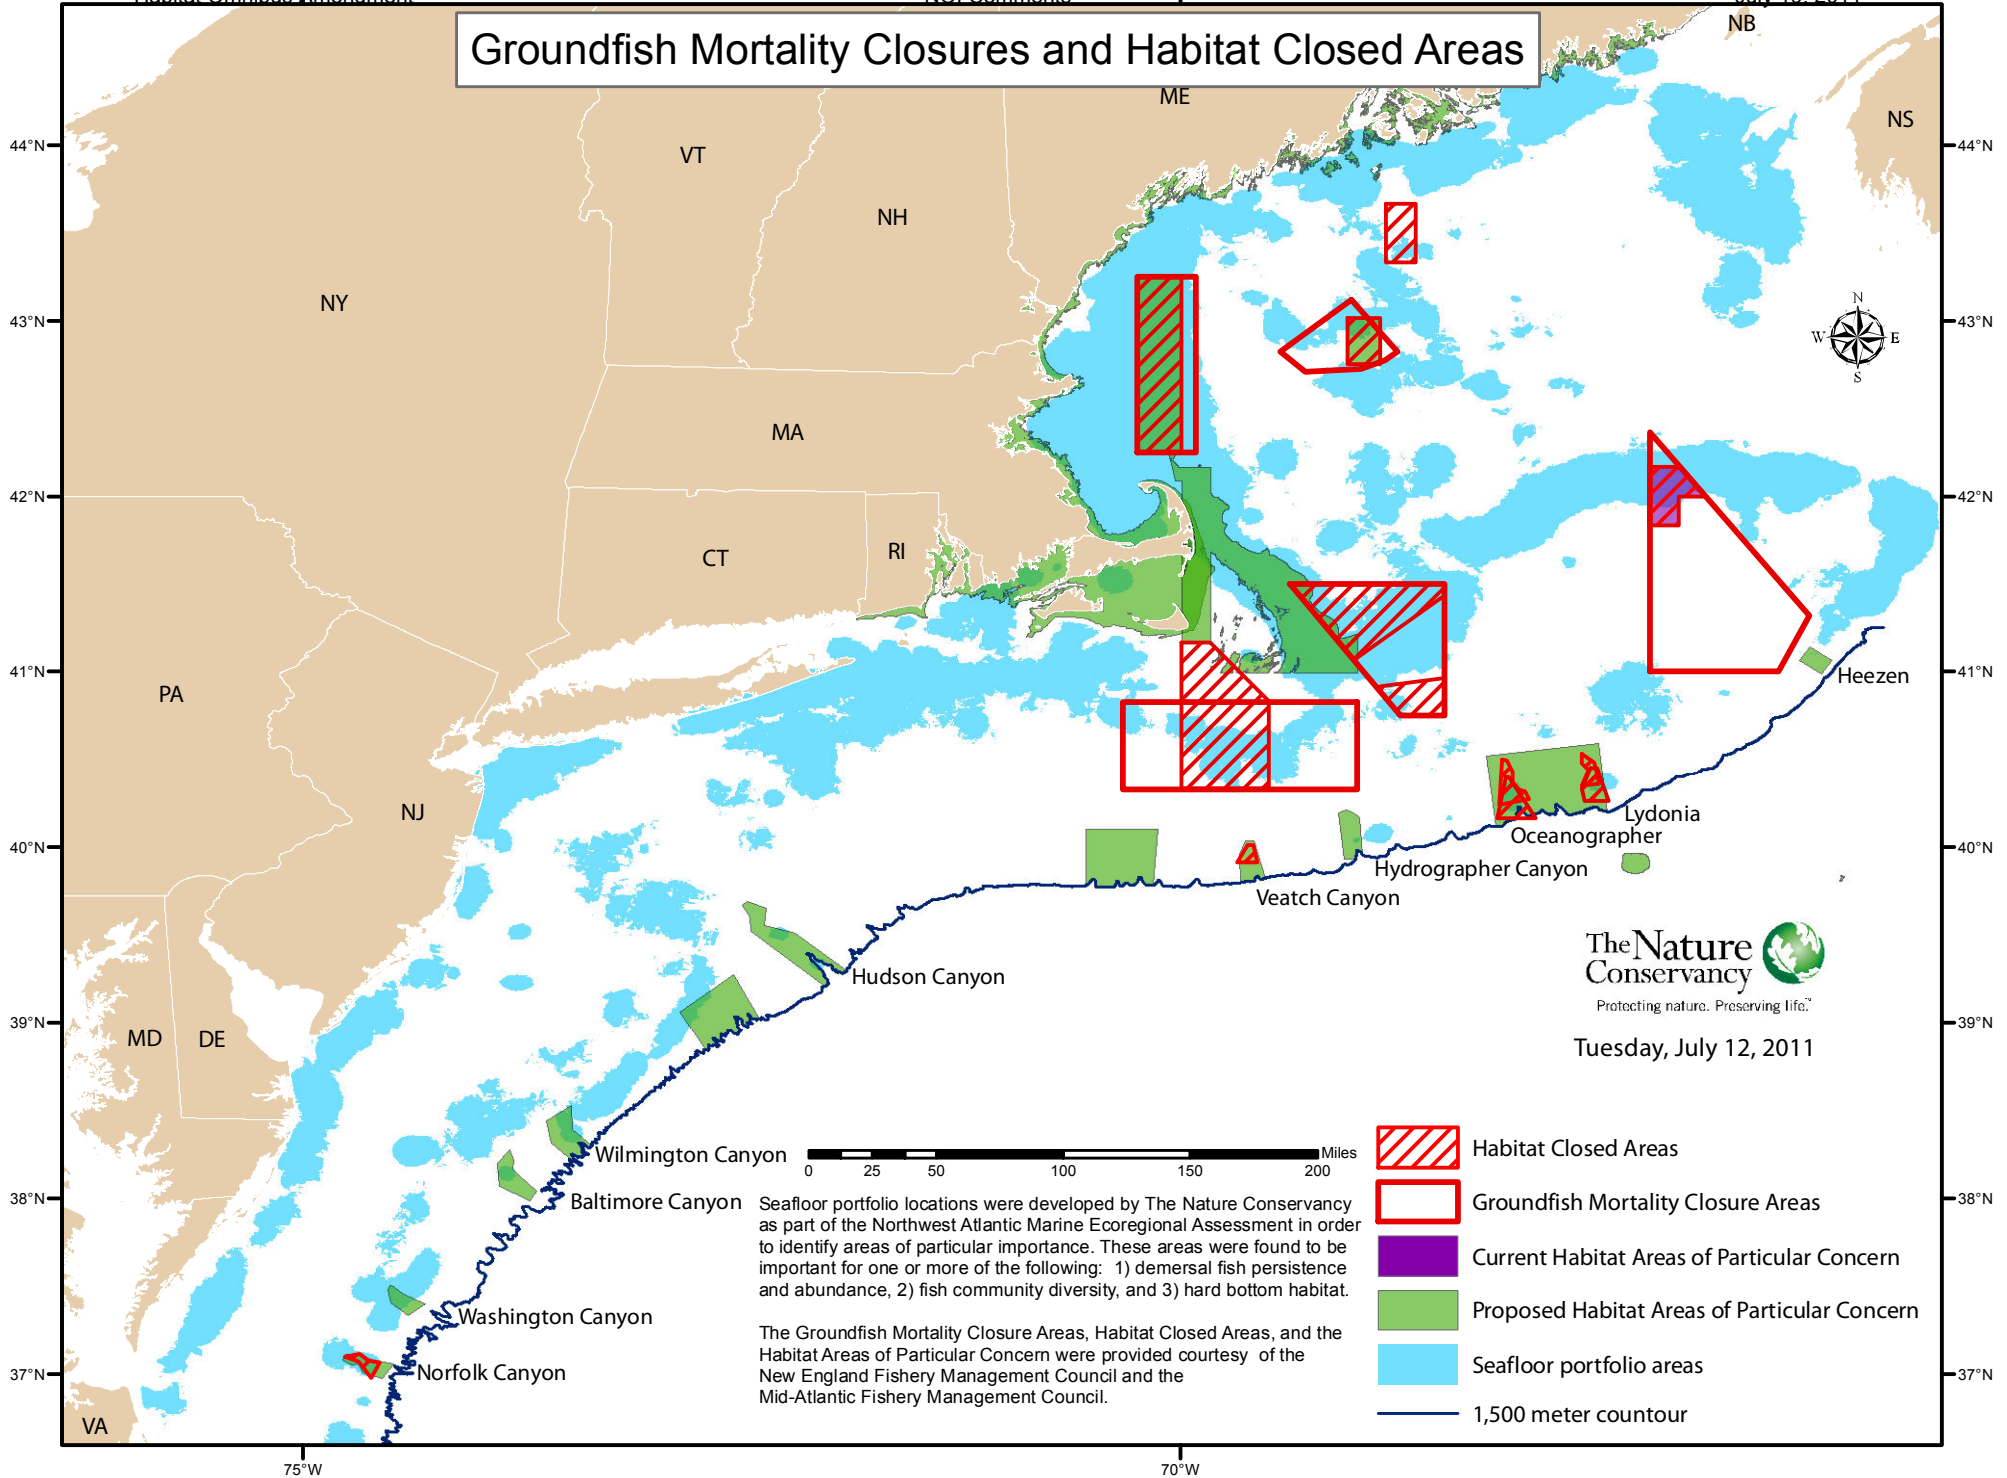 Groundfish Mortality Closures and Habitat Closed Areas
NB
ME
NS
VT
NH
NY
MA
CT
RI
PA
NJ
MD
DE
VA
44°N
43°N
42°N
41°N
40°N
39°N
38°N
37°N
44°N
43°N
42°N
41°N
40°N
39°N
38°N
37°N
75°W
70°W
N
W
E
S
Heezen
Lydonia
Oceanographer
Hydrographer Canyon
Veatch Canyon
Hudson Canyon
Wilmington Canyon
Baltimore Canyon
Washington Canyon
Norfolk Canyon
The Nature
Conservancy
Protecting nature. Preserving life.™
Tuesday, July 12, 2011
Miles
0 25 50 100 150 200
Seafloor portfolio locations were developed by The Nature Conservancy
as part of the Northwest Atlantic Marine Ecoregional Assessment in order
to identify areas of particular importance. These areas were found to be
important for one or more of the following: 1) demersal fish persistence
and abundance, 2) fish community diversity, and 3) hard bottom habitat.
The Groundfish Mortality Closure Areas, Habitat Closed Areas, and the
Habitat Areas of Particular Concern were provided courtesy of the
New England Fishery Management Council and the
Mid-Atlantic Fishery Management Council.
Habitat Closed Areas
Groundfish Mortality Closure Areas
Current Habitat Areas of Particular Concern
Proposed Habitat Areas of Particular Concern
Seafloor portfolio areas
1,500 meter countour